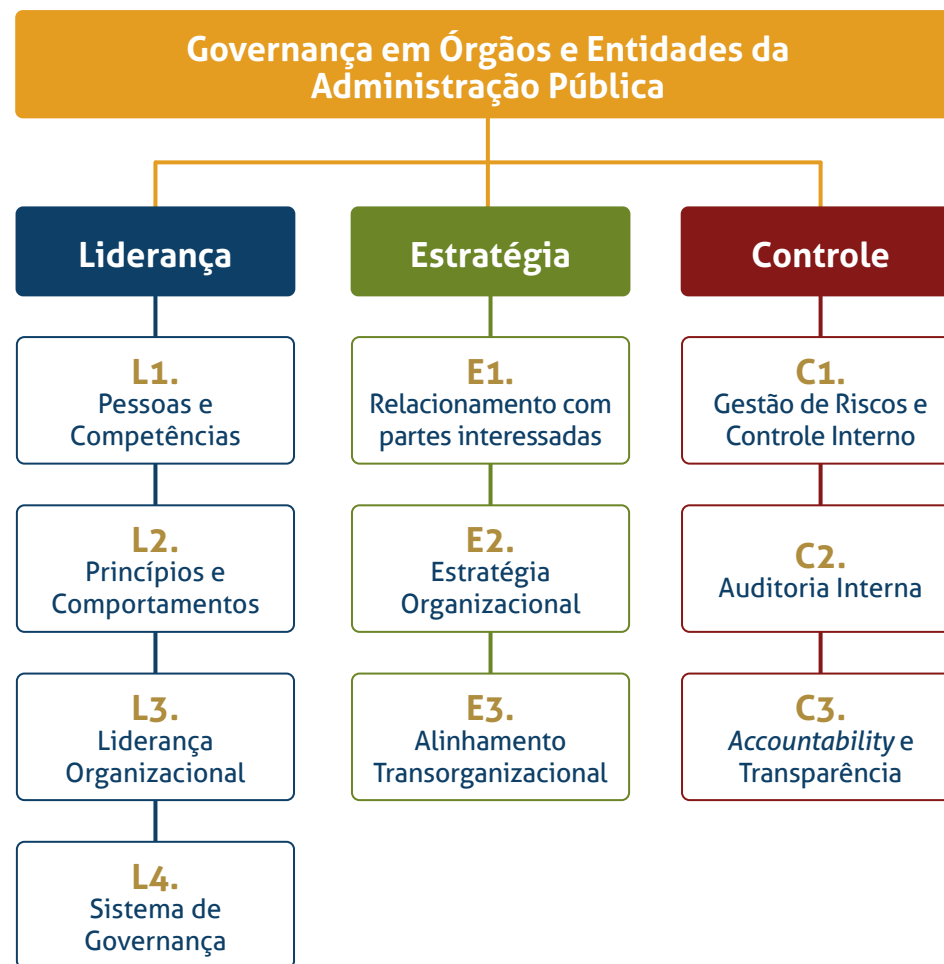 Governança em Órgãos e Entidades da
Administração Pública
Liderança
L1.
Pessoas e
Competências
L2.
Princípios e
Comportamentos
L3.
Liderança
Organizacional
L4.
Sistema de
Governança
Estratégia
E1.
Relacionamento com
partes interessadas
E2.
Estratégia
Organizacional
E3.
Alinhamento
Transorganizacional
Controle
C1.
Gestão de Riscos e
Controle Interno
C2.
Auditoria Interna
C3.
Accountability e
Transparência